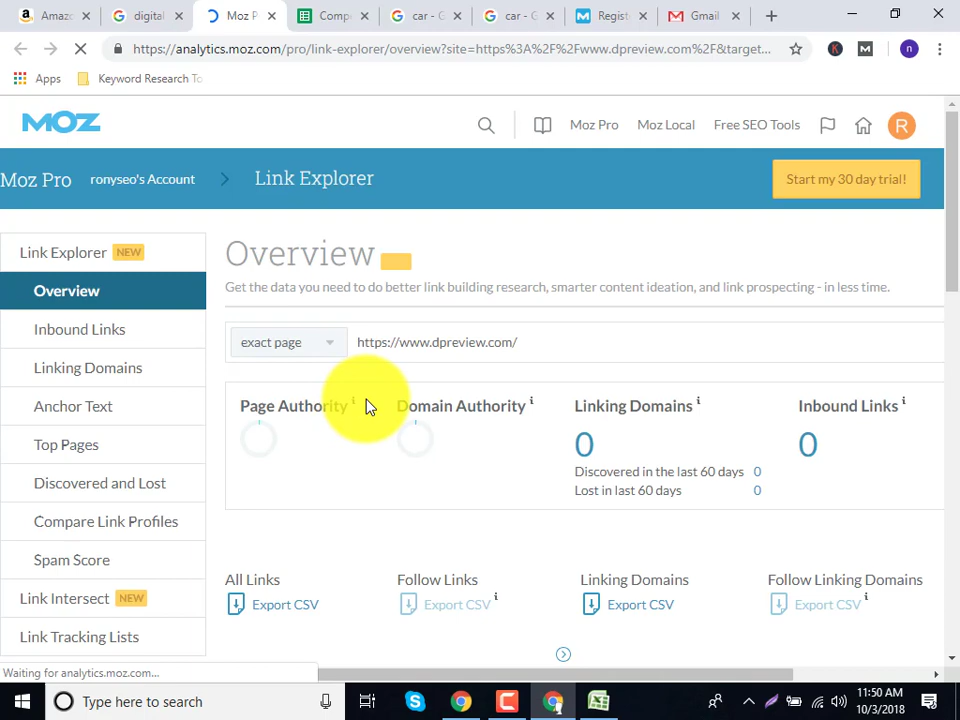 Amaz
digital
Moz P
Compe
car - G
car - G
Regist
Gmail
https://analytics.moz.com/pro/link-explorer/overview?site=https%3A%2F%2Fwww.dpreview.com%2F&target...
K
M
n
Apps
Keyword Research To
MOZ
Moz Pro
Moz Local
Free SEO Tools
R
Moz Pro
ronyseo's Account
Link Explorer
Start my 30 day trial!
Link Explorer NEW
Overview
Inbound Links
Linking Domains
Anchor Text
Top Pages
Discovered and Lost
Compare Link Profiles
Spam Score
Link Intersect NEW
Link Tracking Lists
Overview
Get the data you need to do better link building research, smarter content ideation, and link prospecting - in less time.
exact page
https://www.dpreview.com/
Page Authority i
Domain Authority i
Linking Domains i
Inbound Links i
0
0
Discovered in the last 60 days 0
Lost in last 60 days 0
All Links
Follow Links
Linking Domains
Follow Linking Domains
Export CSV
Export CSV i
Export CSV
Export CSV i
Waiting for analytics.moz.com...
Type here to search
11:50 AM
10/3/2018